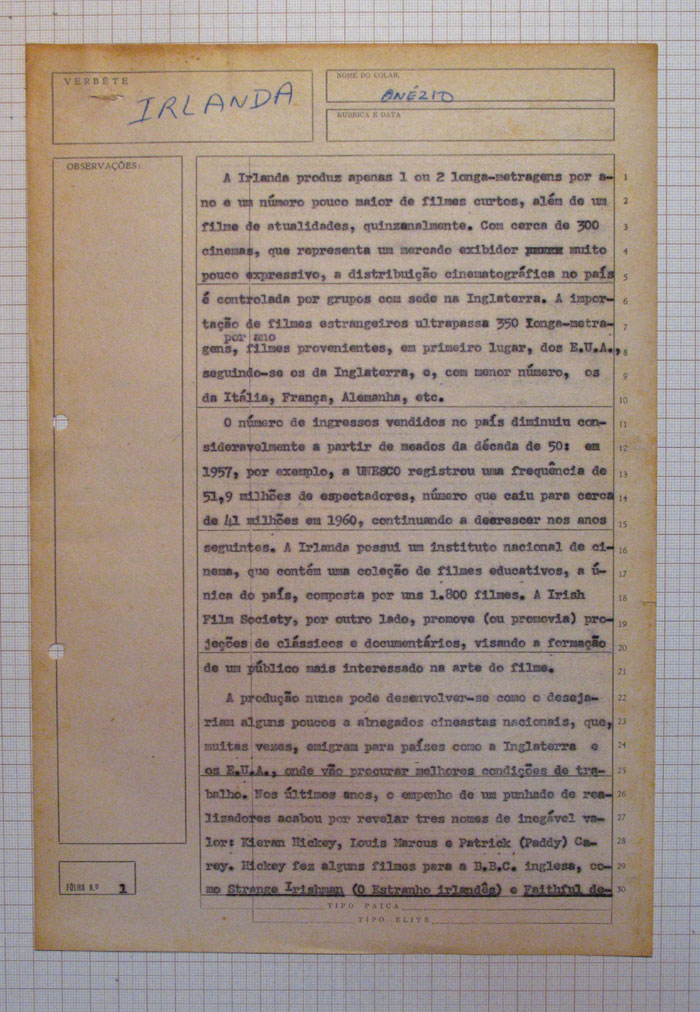 VERBÊTE
IRLANDA
NOME DO COLAB.
ONÉZIO
RUBRICA E DATA
OBSERVAÇÕES:
A Irlanda produz apenas 1 ou 2 longa-metragens por a- 1
no e um número pouco maior de filmes curtos, além de um 2
filme de atualidades, quinzanalmente. Com cerca de 300 3
cinemas, que representa um mercado exibidor muito 4
pouco expressivo, a distribuição cinematográfica no país 5
é controlada por grupos com sede na Inglaterra. A impor- 6
tação de filmes estrangeiros ultrapassa 350 longa-metra- 7
por ano
gens, filmes provenientes, em primeiro lugar, dos E.U.A., 8
seguindo-se os da Inglaterra, e, com menor número, os 9
da Itália, França, Alemanha, etc. 10
O número de ingressos vendidos no país diminuiu con- 11
sideravelmente a partir de meados da década de 50: em 12
1957, por exemplo, a UNESCO registrou uma frequência de 13
51,9 milhões de espectadores, número que caiu para cerca 14
de 41 milhões em 1960, continuando a decrescer nos anos 15
seguintes. A Irlanda possui um instituto nacional de ci- 16
nema, que contém uma coleção de filmes educativos, a ú- 17
nica do país, composta por uns 1.800 filmes. A Irish 18
Film Society, por outro lado, promove (ou promovia) pro- 19
jeções de clássicos e documentários, visando a formação 20
de um público mais interessado na arte do filme. 21
A produção nunca pode desenvolver-se como o deseja- 22
riam alguns poucos e abnegados cineastas nacionais, que, 23
muitas vezes, emigram para países como a Inglaterra e 24
os E.U.A., onde vão procurar melhores condições de tra- 25
balho. Nos últimos anos, o empenho de um punhado de rea- 26
lizadores acabou por revelar tres nomes de inegável va- 27
lor: Kieran Hickey, Louis Marcus e Patrick (Paddy) Ca- 28
rey. Hickey fez alguns filmes para a B.B.C. inglesa, co- 29
mo Strange Irishman (O Estranho irlandês) e Faithful de- 30
FÔLHA N.º 1
TIPO PAICA
TIPO ELITE